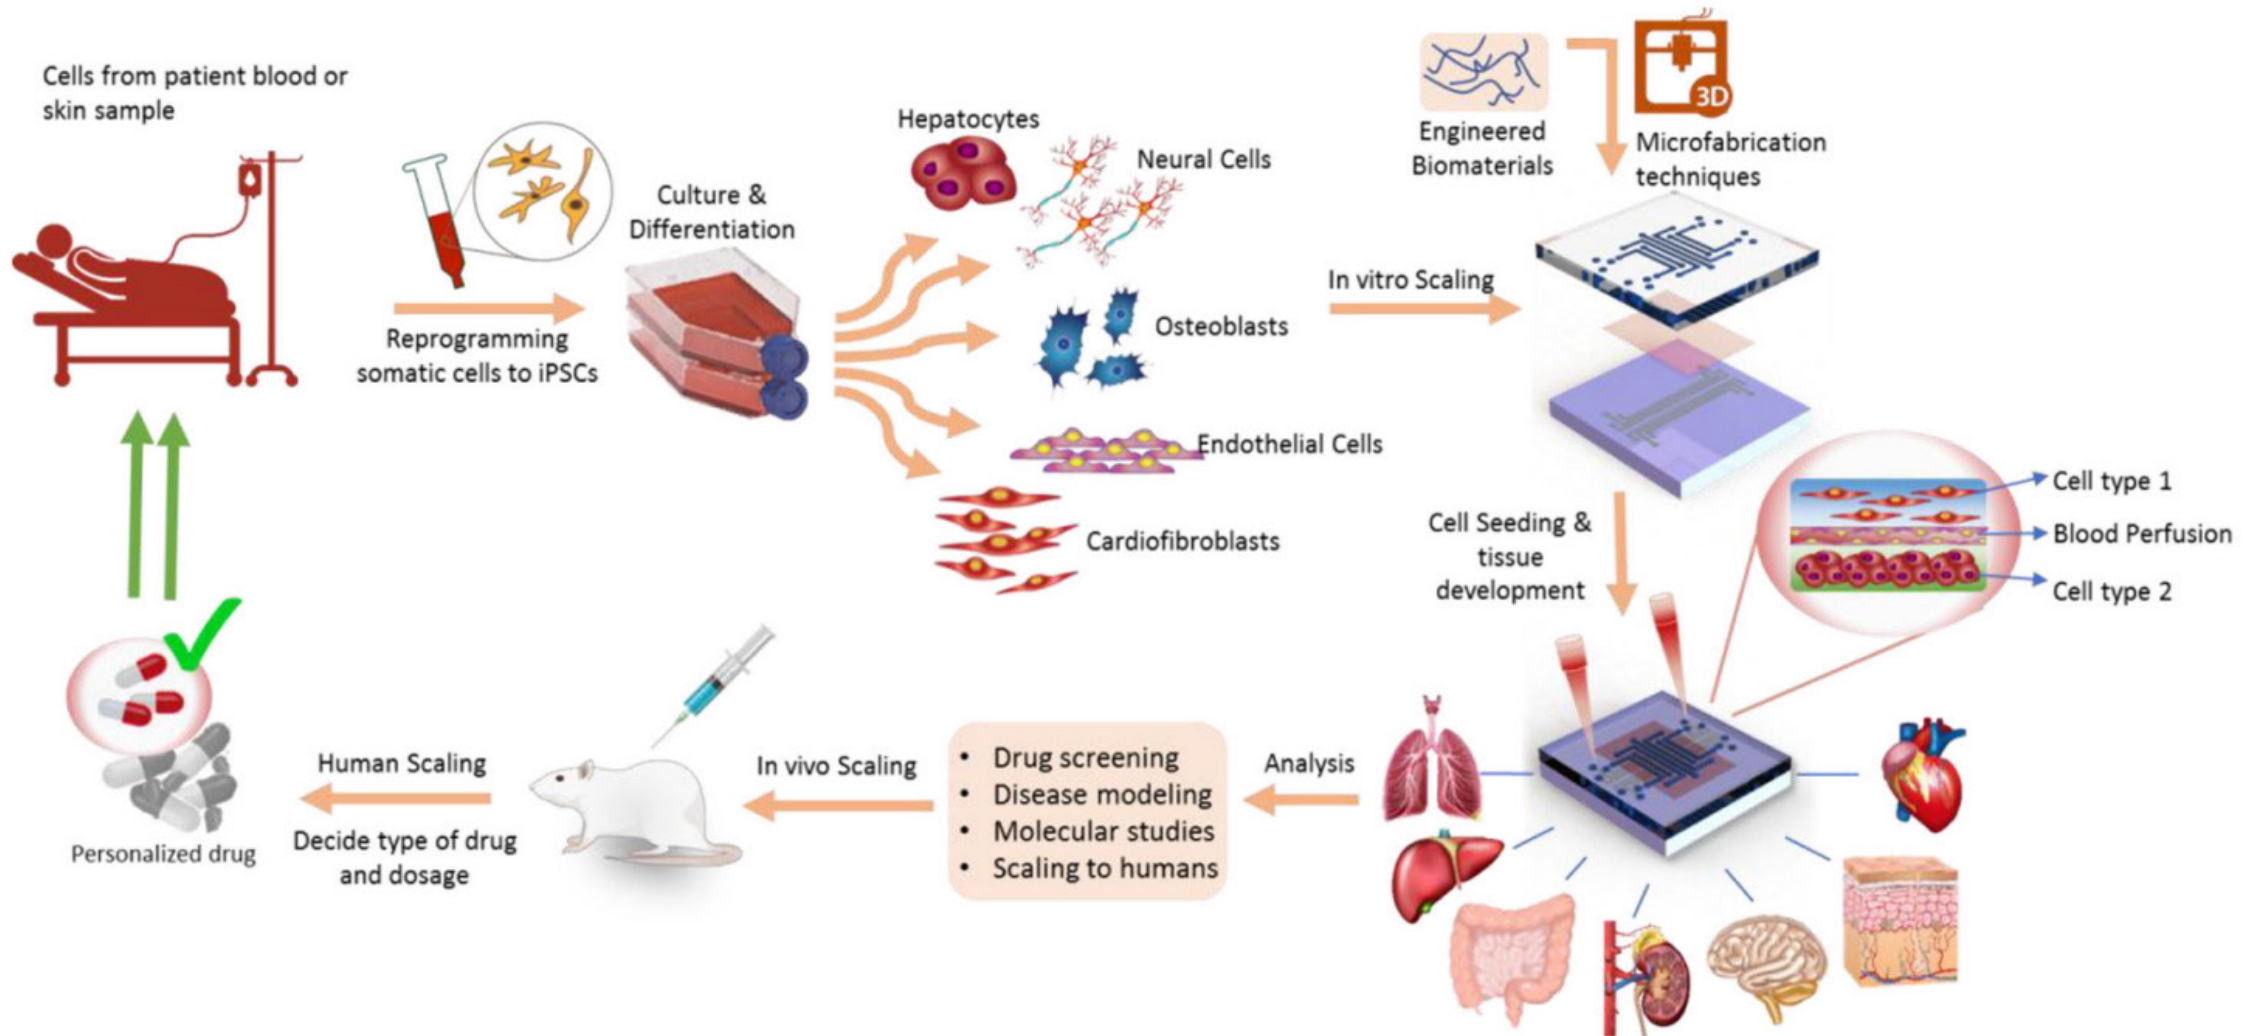 Cells from patient blood or
skin sample
Reprogramming
somatic cells to iPSCs
Culture &
Differentiation
Hepatocytes
Neural Cells
Osteoblasts
Endothelial Cells
Cardiofibroblasts
In vitro Scaling
Engineered
Biomaterials
3D
Microfabrication
techniques
Cell Seeding &
tissue
development
Cell type 1
Blood Perfusion
Cell type 2
Analysis
• Drug screening
• Disease modeling
• Molecular studies
• Scaling to humans
In vivo Scaling
Human Scaling
Decide type of drug
and dosage
Personalized drug